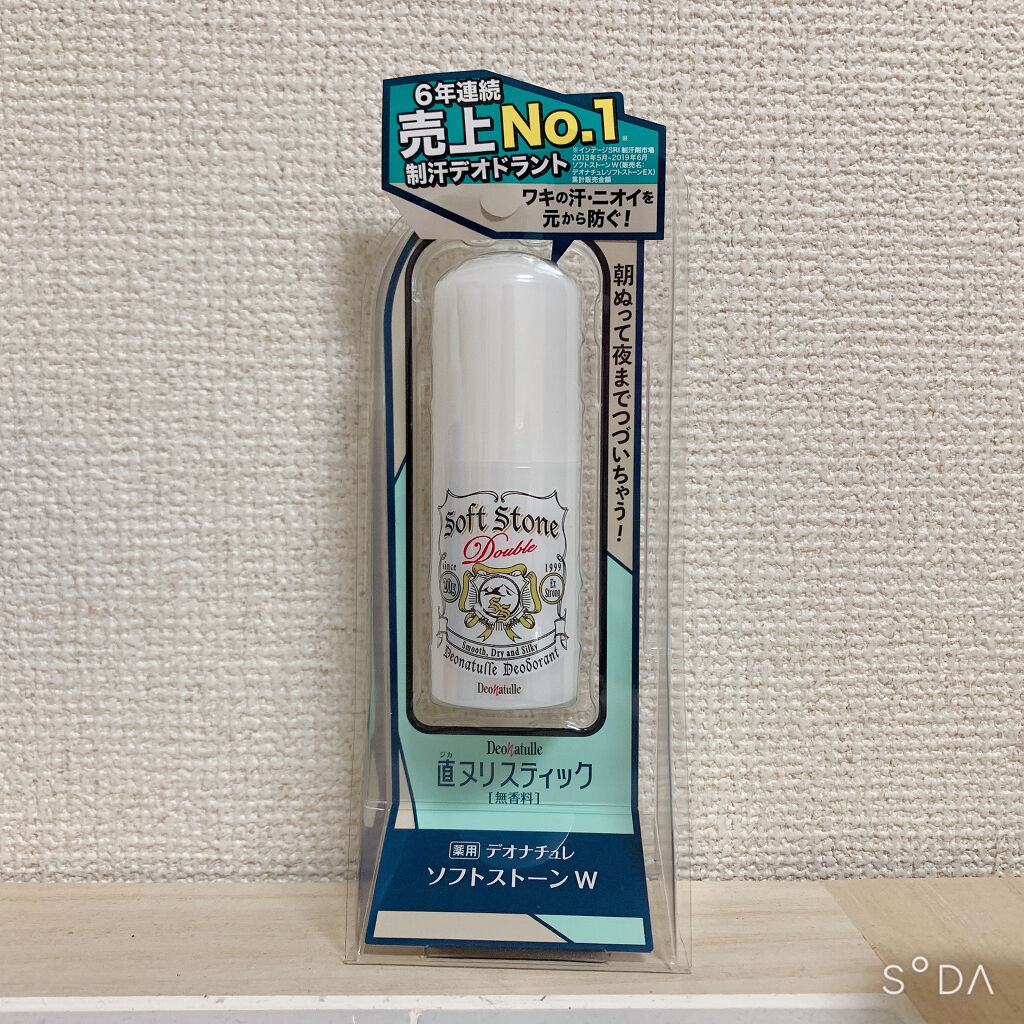 6年連続
売上No.1※
制汗デオドラント
※インテージSRI 制汗剤市場
2013年5月~2019年6月
ソフトストーンW(販売名:
デオナチュレソフトストーンEX)
累計販売金額
ワキの汗・ニオイを
元から防ぐ!
朝ぬって夜までつづいちゃう!
Soft Stone
Double
since 1999
20g
Ex
Strong
Smooth, Dry and Silky
Deonatulle Deodorant
Deonatulle
Deonatulle
ジカ
直ヌリスティック
[無香料]
薬用 デオナチュレ
ソフトストーン W
SODA